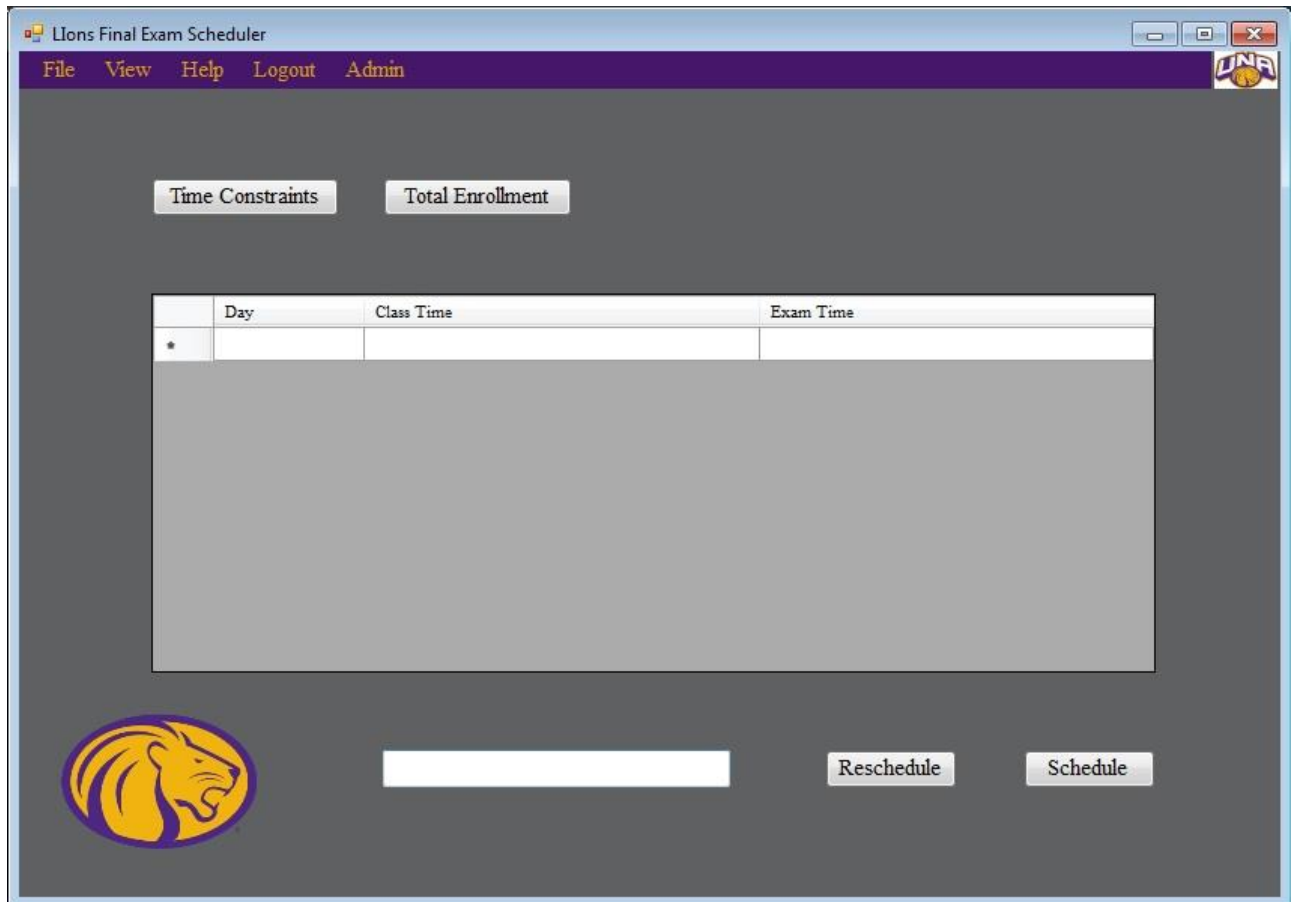 LIons Final Exam Scheduler
File View Help Logout Admin
UNA
Time Constraints Total Enrollment
Day Class Time Exam Time
*
Reschedule Schedule